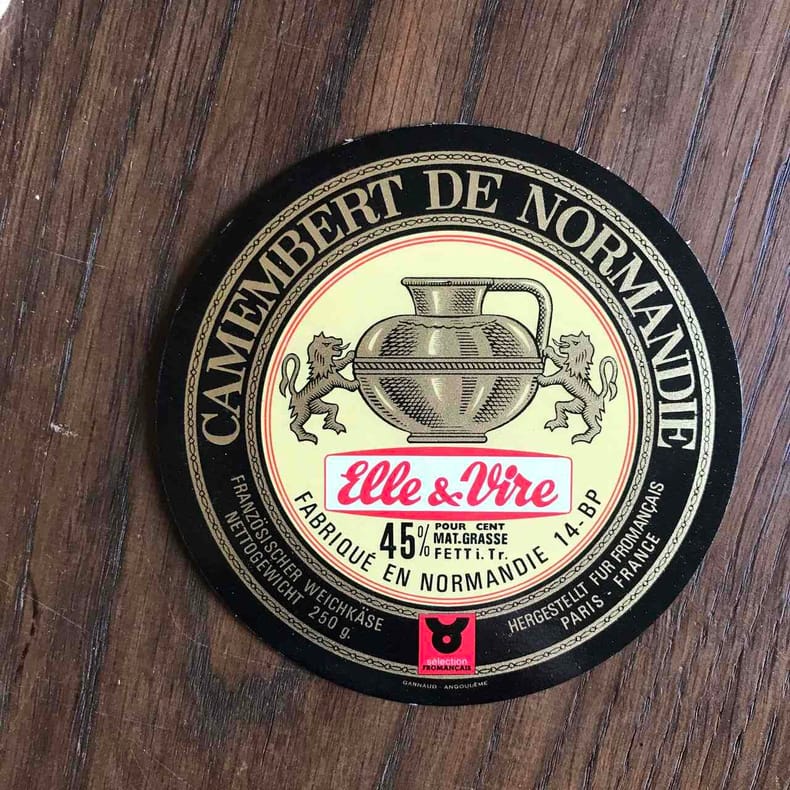 CAMEMBERT DE NORMANDIE
Elle & Vire
45% POUR CENT
MAT.GRASSE
FETT i. Tr.
FABRIQUÉ EN NORMANDIE 14-BP
FRANZÖSISCHER WEICHKÄSE
NETTOGEWICHT 250 g.
HERGESTELLT FÜR FROMANÇAIS
PARIS - FRANCE
sélection
FROMANÇAIS
GARNAUD - ANGOULÊME